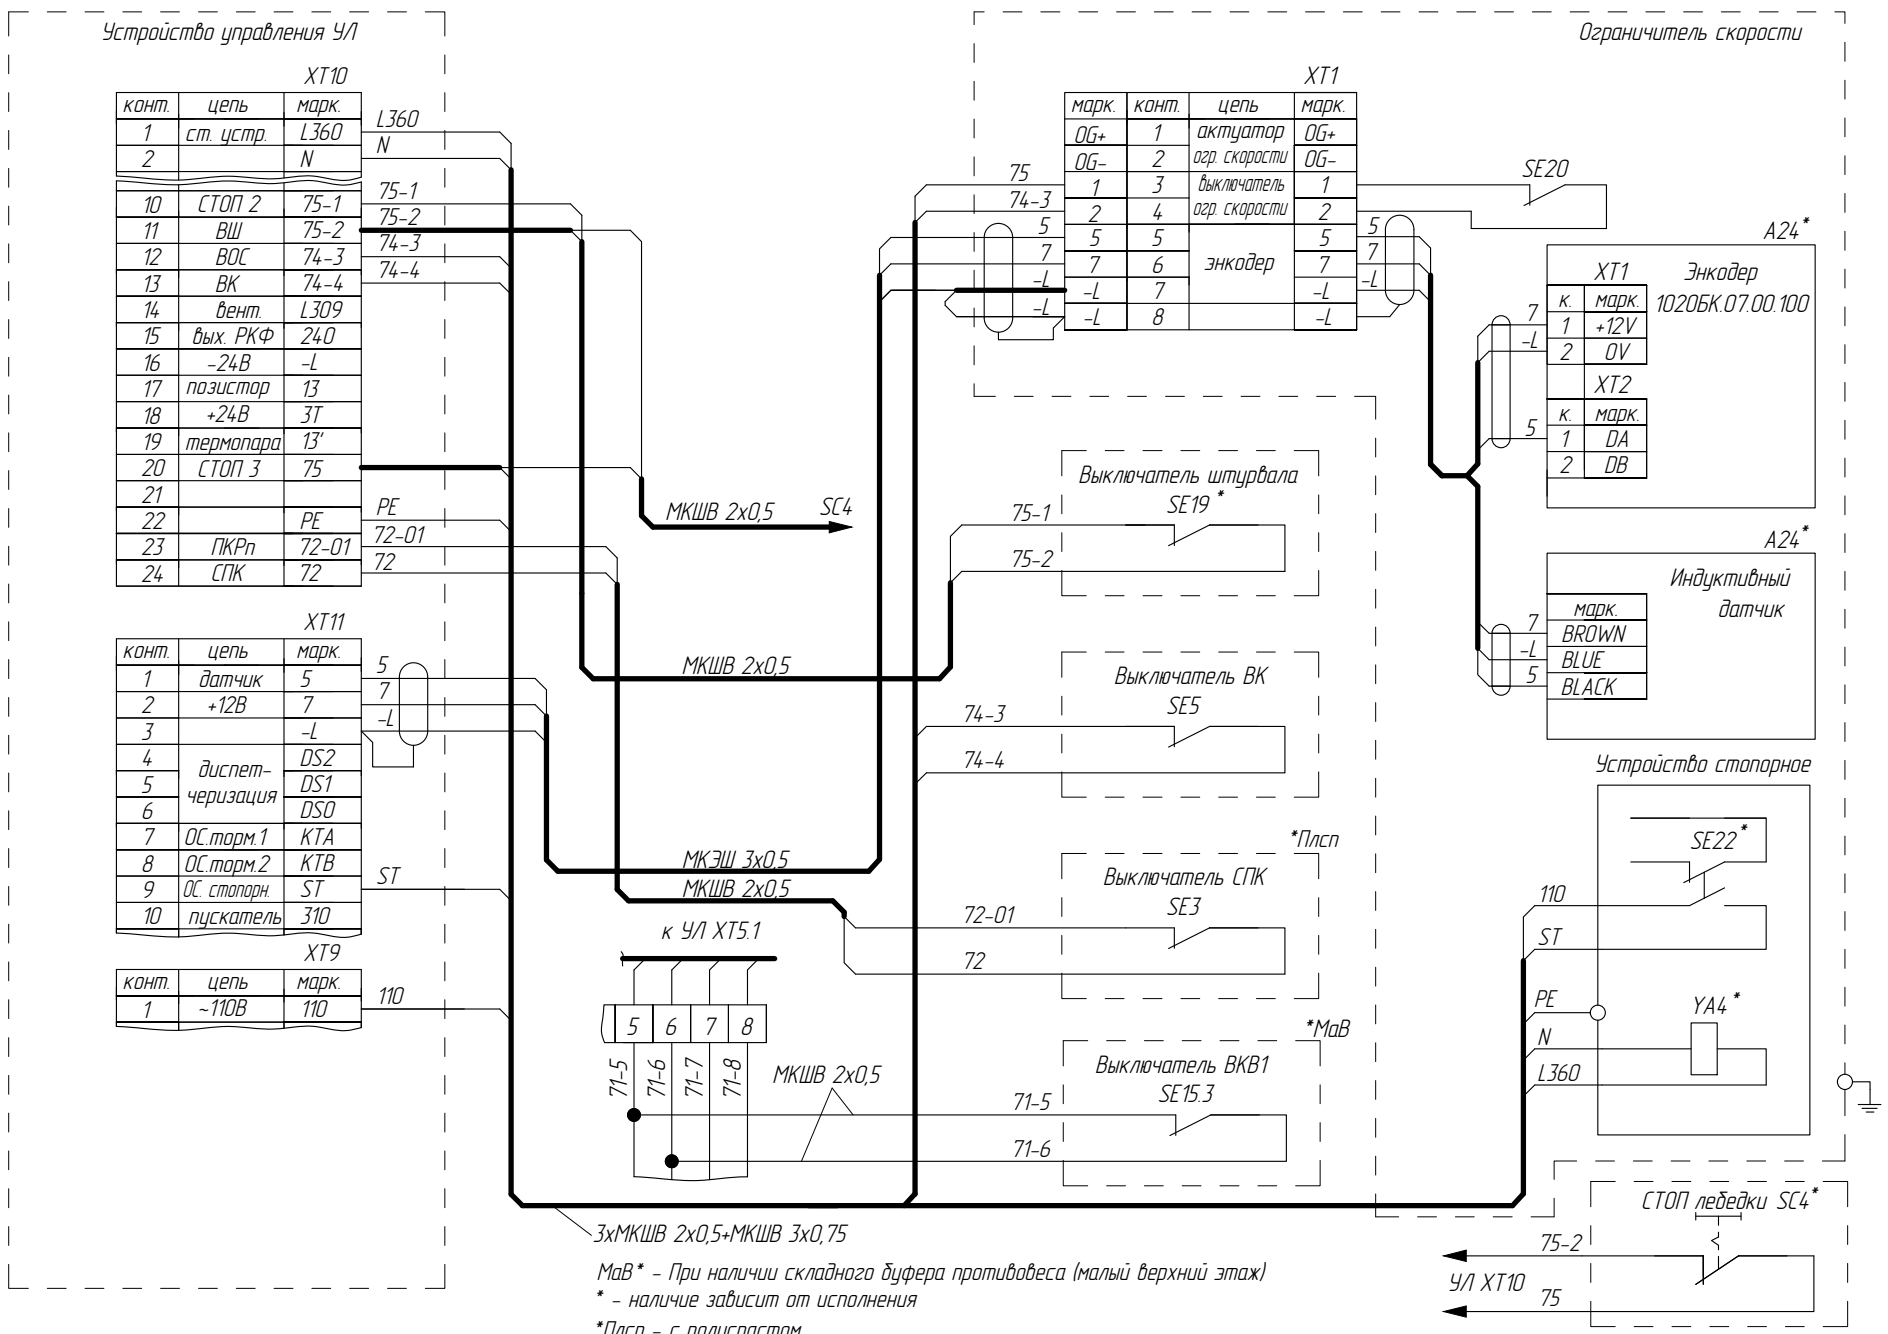 Устройство управления УЛ
XT10
конт. цепь марк.
1 ст. устр. L360
2 N
10 СТОП 2 75-1
11 ВШ 75-2
12 ВОС 74-3
13 ВК 74-4
14 вент. L309
15 вых. РКФ 240
16 -24В -L
17 позистор 13
18 +24В 3Т
19 термопара 13'
20 СТОП 3 75
21
22 PE
23 ПКРп 72-01
24 СПК 72
L360
N
75-1
75-2
74-3
74-4
PE
72-01
72
XT11
конт. цепь марк.
1 датчик 5
2 +12В 7
3 -L
4 DS2
диспет-
5 DS1
черизация
6 DS0
7 ОС.торм.1 КТА
8 ОС.торм.2 КТВ
9 ОС. стопорн. ST
10 пускатель 310
5
7
-L
ST
XT9
конт. цепь марк.
1 ~110В 110
110
МКШВ 2х0,5 SC4
МКШВ 2х0,5
МКЭШ 3х0,5
МКШВ 2х0,5
к УЛ XT5.1
5 6 7 8
71-5 71-6 71-7 71-8
МКШВ 2х0,5
3хМКШВ 2х0,5+МКШВ 3х0,75
Ограничитель скорости
XT1
марк. конт. цепь марк.
OG+ 1 актуатор OG+
OG- 2 огр. скорости OG-
1 3 выключатель 1
2 4 огр. скорости 2
5 5 5
7 6 энкодер 7
-L 7 -L
-L 8 -L
75
74-3
5
7
-L
-L
5
7
-L
SE20
A24*
XT1 Энкодер
1020БК.07.00.100
к. марк.
1 +12V
2 0V
XT2
к. марк.
1 DA
2 DB
7
-L
5
A24*
Индуктивный
датчик
марк.
BROWN
BLUE
BLACK
7
-L
5
Выключатель штурвала
SE19*
75-1
75-2
Выключатель ВК
SE5
74-3
74-4
*Плсп
Выключатель СПК
SE3
72-01
72
*МаВ
Выключатель ВКВ1
SE15.3
71-5
71-6
Устройство стопорное
SE22*
110
ST
PE
YA4*
N
L360
СТОП лебедки SC4*
75-2
УЛ XT10
75
МаВ* - При наличии складного буфера противовеса (малый верхний этаж)
* - наличие зависит от исполнения
*Плсп - с полиспастом